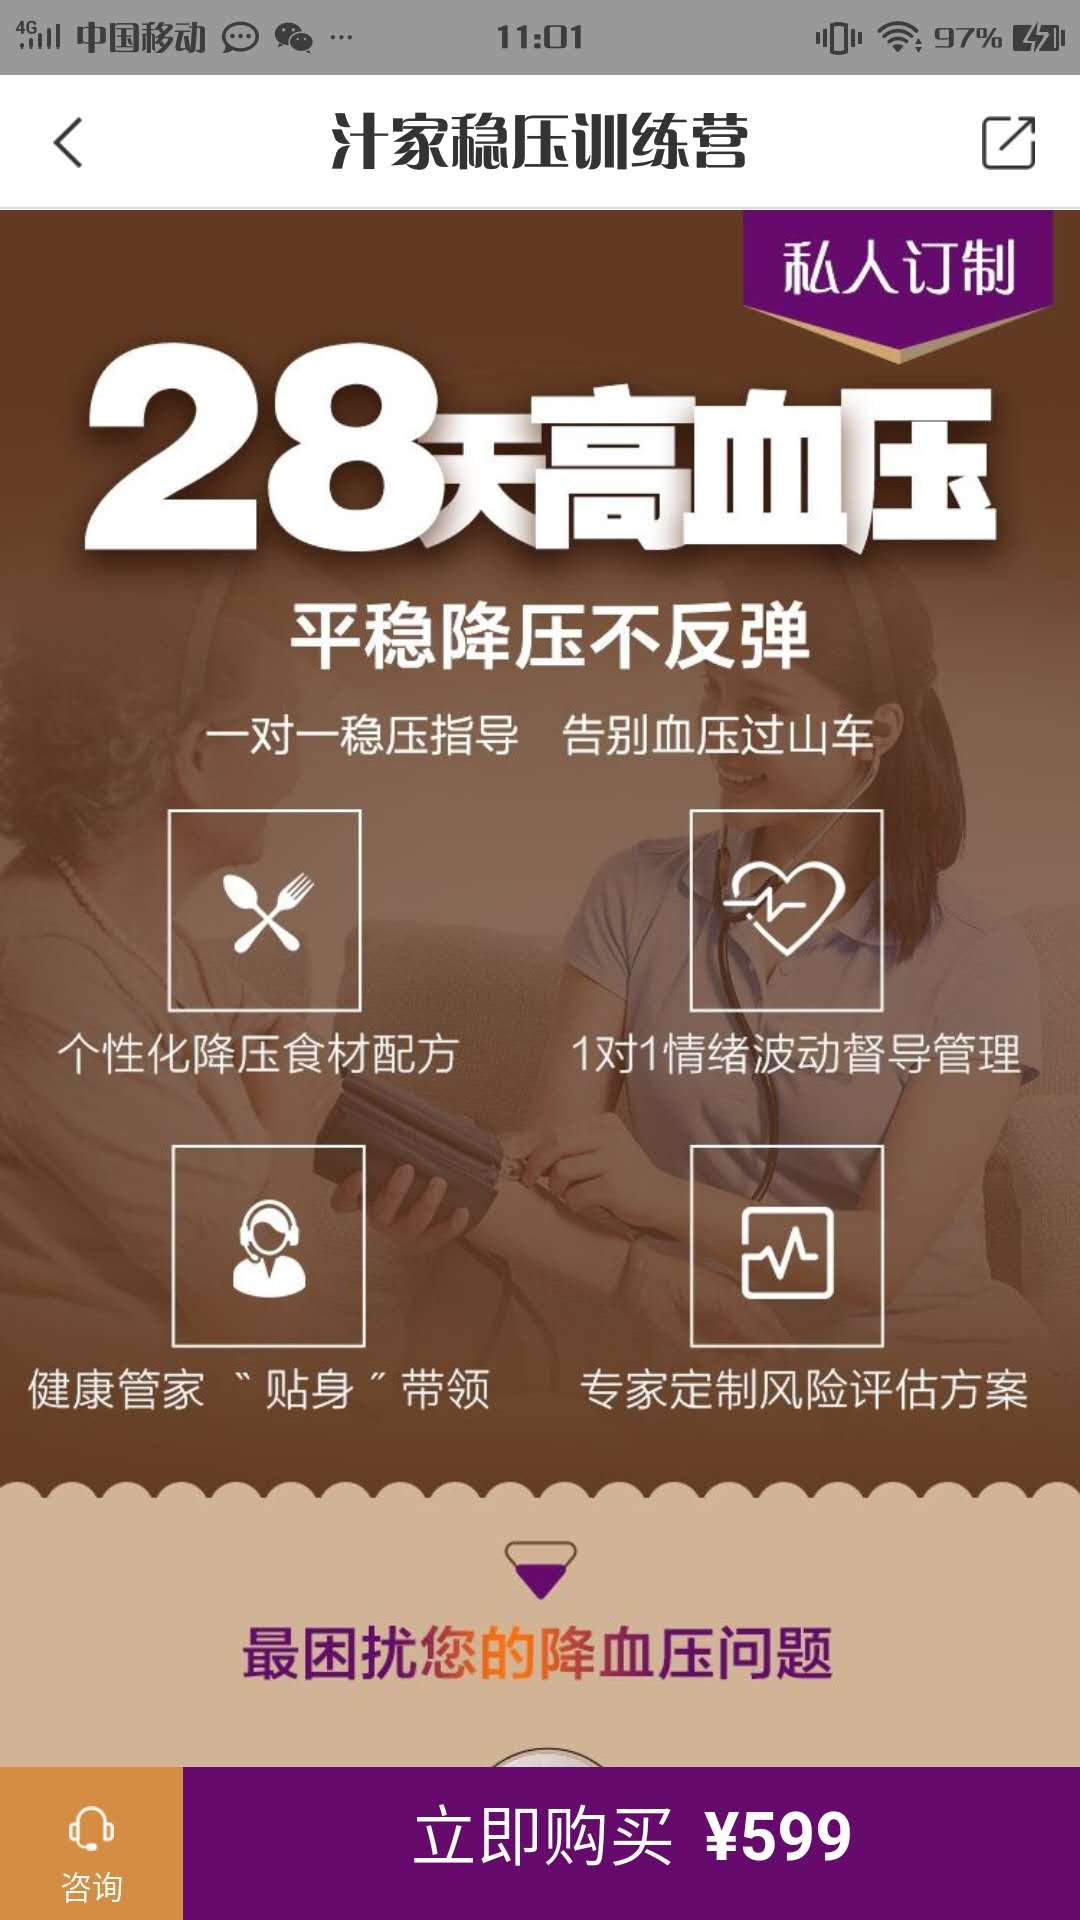 4G 中国移动 ··· 11:01 97%
汁家稳压训练营
私人订制
28天高血压
平稳降压不反弹
一对一稳压指导 告别血压过山车
个性化降压食材配方 1对1情绪波动督导管理
健康管家〝贴身〞带领 专家定制风险评估方案
最困扰您的降血压问题
咨询 立即购买 ¥599